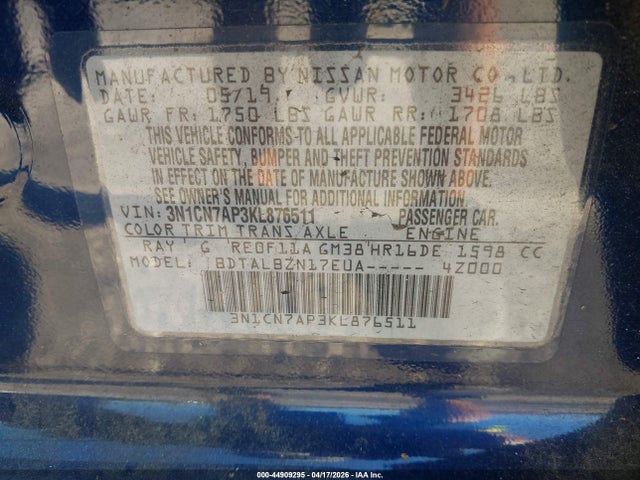 MANUFACTURED BY NISSAN MOTOR CO., LTD.
DATE: 05/19 GVWR: 3426 LBS
GAWR FR: 1750 LBS GAWR RR: 1708 LBS
THIS VEHICLE CONFORMS TO ALL APPLICABLE FEDERAL MOTOR
VEHICLE SAFETY, BUMPER AND THEFT PREVENTION STANDARDS
IN EFFECT ON THE DATE OF MANUFACTURE SHOWN ABOVE.
SEE OWNER'S MANUAL FOR ADDITIONAL INFORMATION
VIN: 3N1CN7AP3KL876511 PASSENGER CAR.
COLOR TRIM TRANS. AXLE ENGINE
RAY G RE0F11A GM38 HR16DE 1598 CC
MODEL: BDTALBZN17EUA----- 4Z000
3N1CN7AP3KL876511
000-44909295 - 04/17/2026 - IAA, Inc.